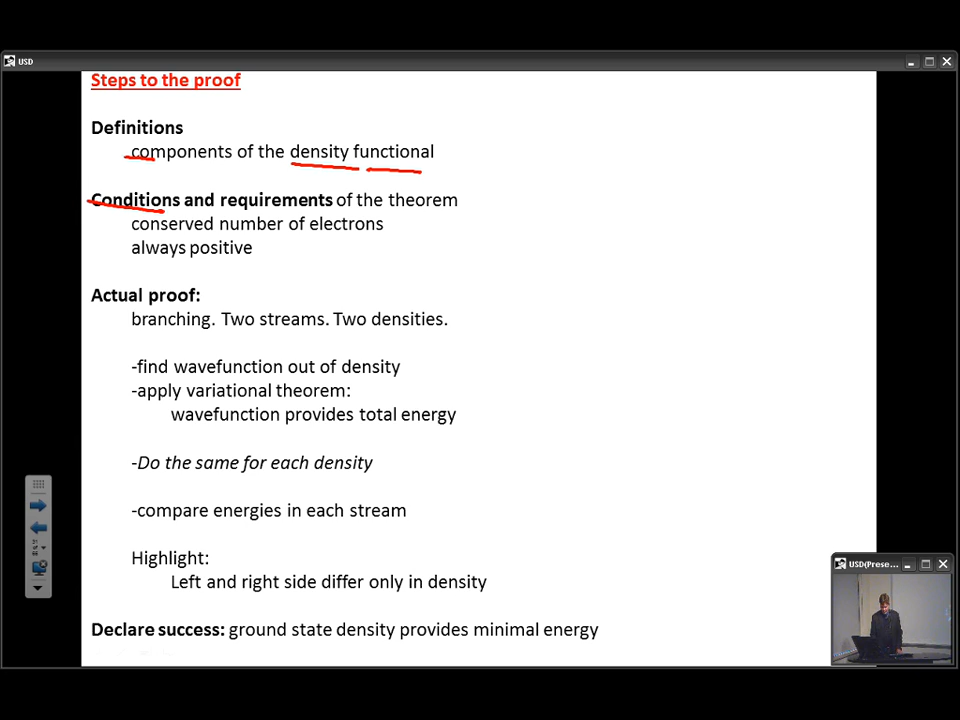 USD
Steps to the proof
Definitions
components of the density functional
Conditions and requirements of the theorem
conserved number of electrons
always positive
Actual proof:
branching. Two streams. Two densities.
-find wavefunction out of density
-apply variational theorem:
wavefunction provides total energy
-Do the same for each density
-compare energies in each stream
Highlight:
Left and right side differ only in density
USD(Prese...
Declare success: ground state density provides minimal energy